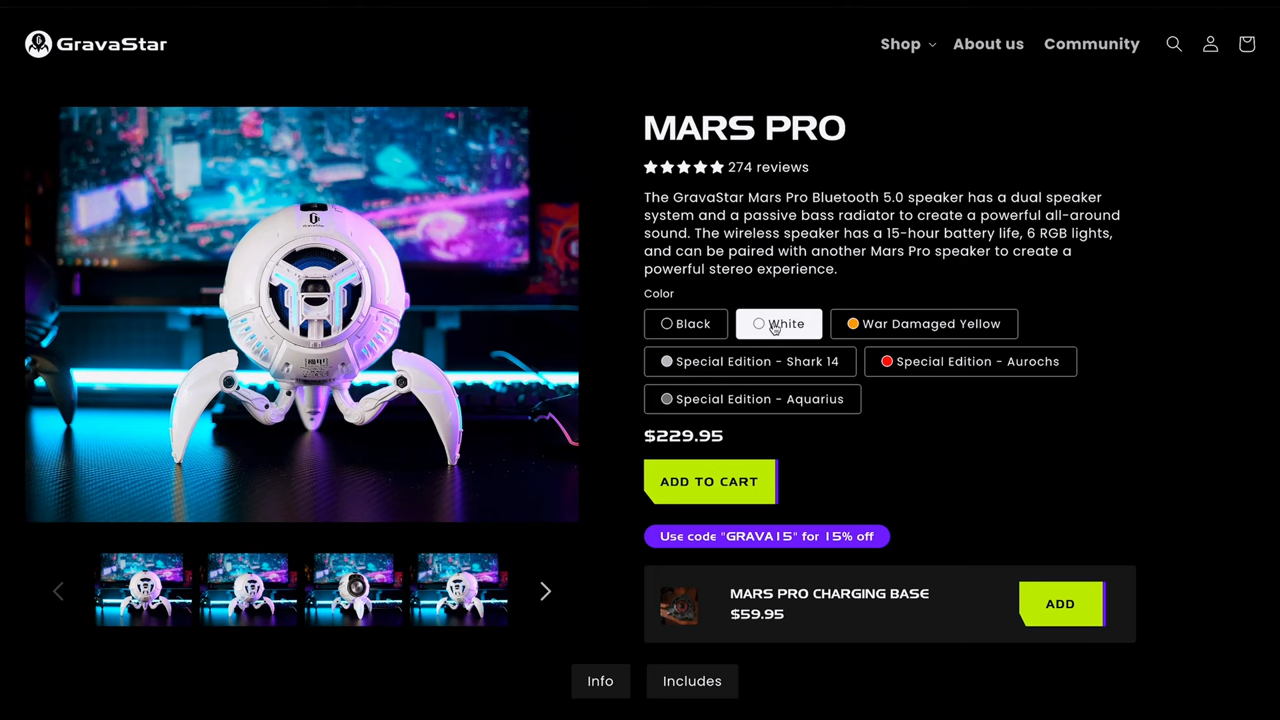 GravaStar
Shop
About us
Community
MARS PRO
274 reviews
The GravaStar Mars Pro Bluetooth 5.0 speaker has a dual speaker
system and a passive bass radiator to create a powerful all-around
sound. The wireless speaker has a 15-hour battery life, 6 RGB lights,
and can be paired with another Mars Pro speaker to create a
powerful stereo experience.
Color
Black
White
War Damaged Yellow
Special Edition - Shark 14
Special Edition - Aurochs
Special Edition - Aquarius
$229.95
ADD TO CART
Use code "GRAVA15" for 15% off
MARS PRO CHARGING BASE
$59.95
ADD
Info
Includes